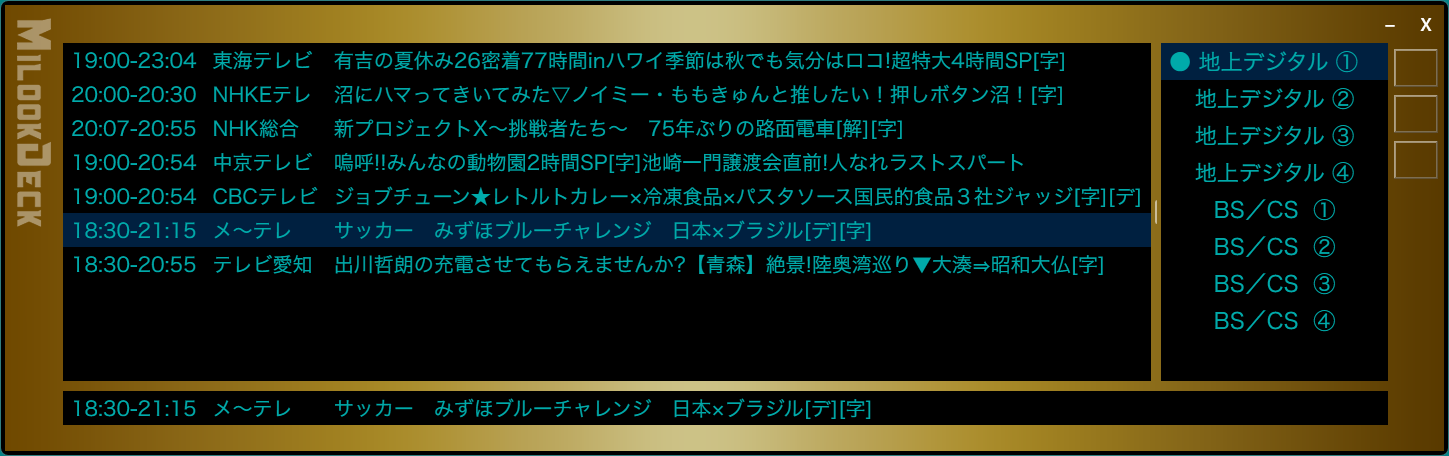 MilookDeck
– X
19:00-23:04 東海テレビ 有吉の夏休み26密着77時間inハワイ季節は秋でも気分はロコ!超特大4時間SP[字]
20:00-20:30 NHKEテレ 沼にハマってきいてみた▽ノイミー・ももきゅんと推したい！押しボタン沼！[字]
20:07-20:55 NHK総合 新プロジェクトX～挑戦者たち～　75年ぶりの路面電車[解][字]
19:00-20:54 中京テレビ 嗚呼!!みんなの動物園2時間SP[字]池崎一門譲渡会直前!人なれラストスパート
19:00-20:54 CBCテレビ ジョブチューン★レトルトカレー×冷凍食品×パスタソース国民的食品３社ジャッジ[字][デ]
18:30-21:15 メ～テレ サッカー　みずほブルーチャレンジ　日本×ブラジル[デ][字]
18:30-20:55 テレビ愛知 出川哲朗の充電させてもらえませんか?【青森】絶景!陸奥湾巡り▼大湊⇒昭和大仏[字]
● 地上デジタル ①
地上デジタル ②
地上デジタル ③
地上デジタル ④
BS／CS ①
BS／CS ②
BS／CS ③
BS／CS ④
18:30-21:15 メ～テレ サッカー　みずほブルーチャレンジ　日本×ブラジル[デ][字]